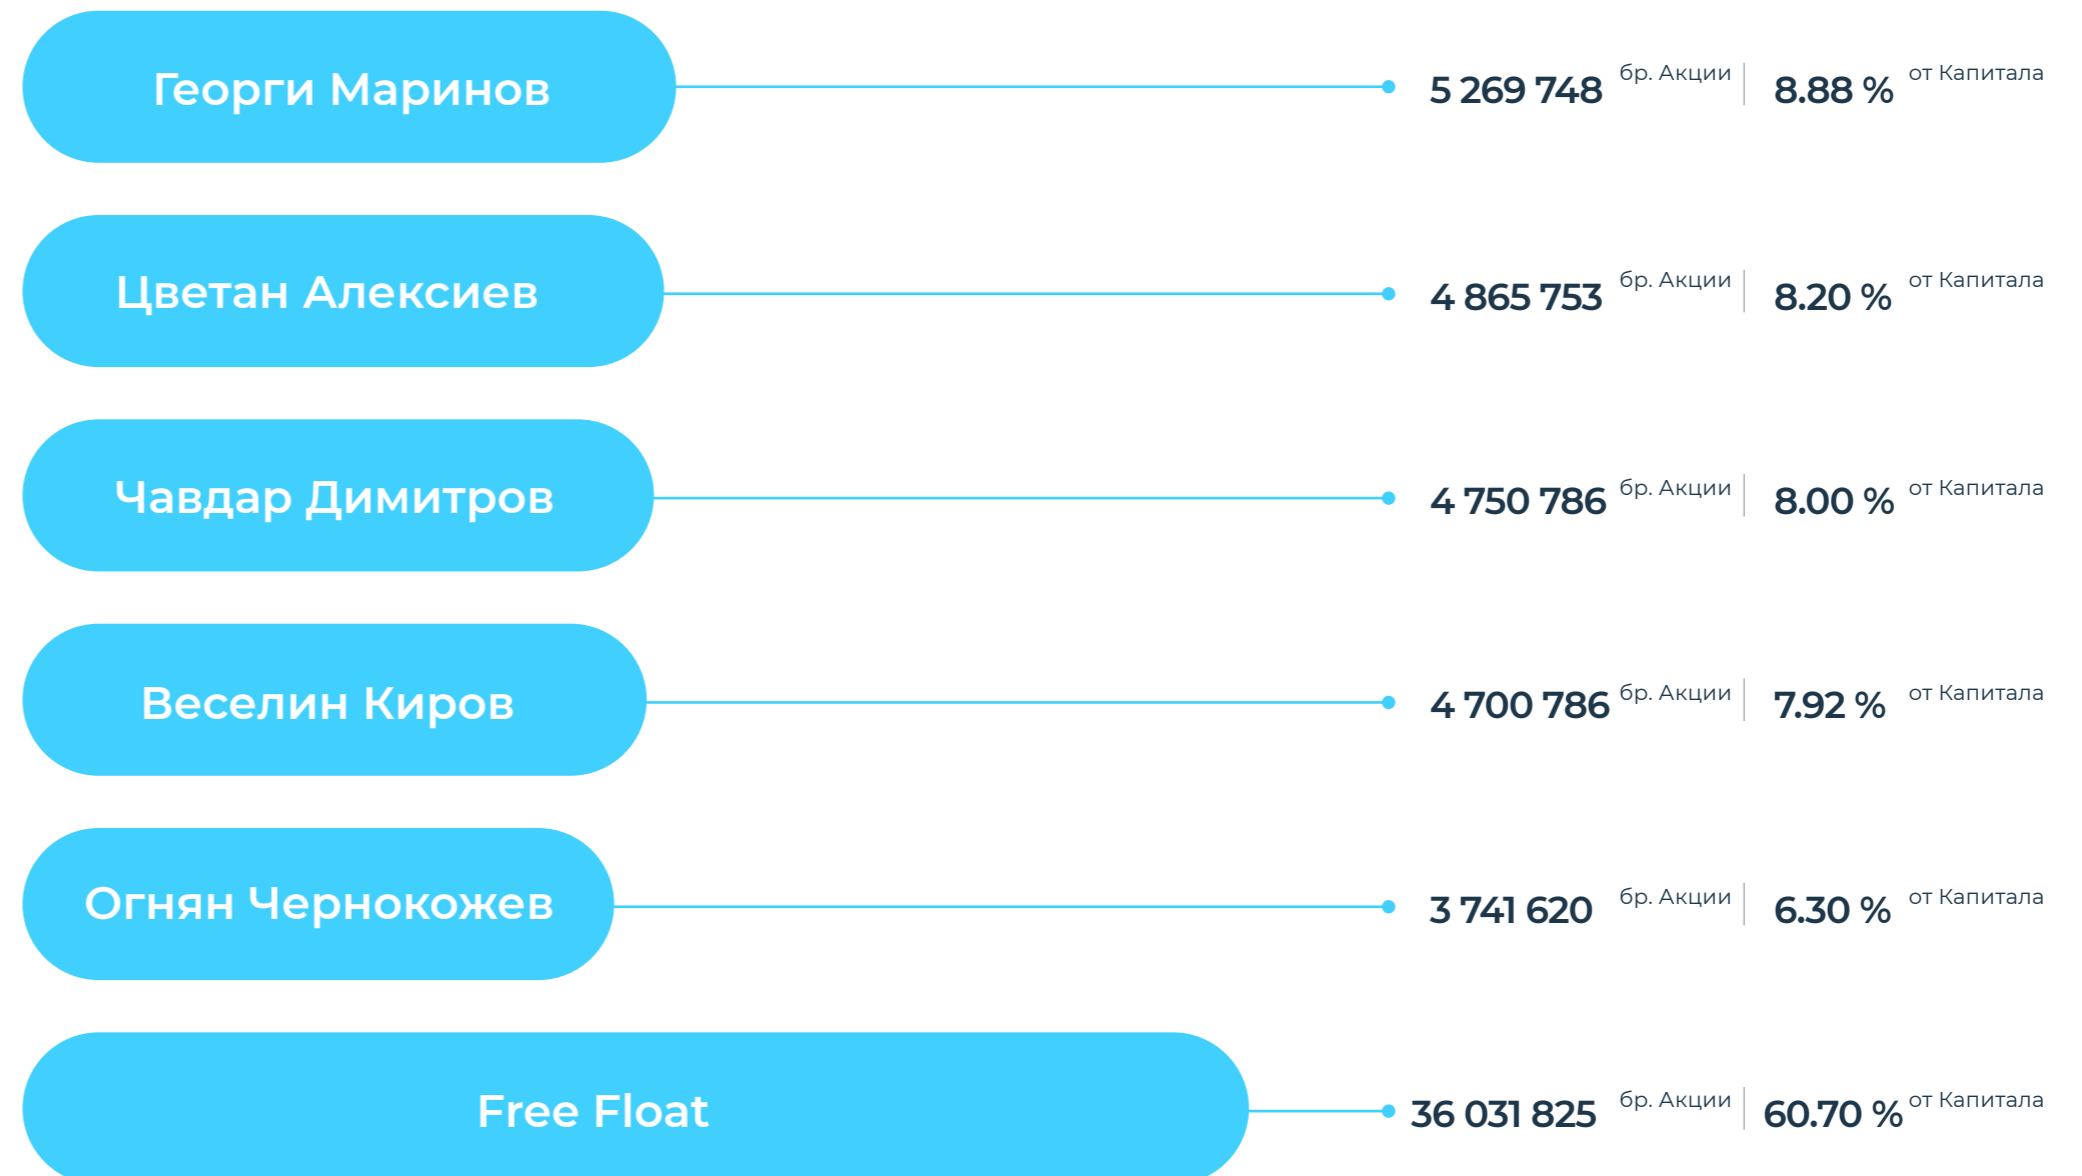 Георги Маринов 5 269 748 бр. Акции 8.88 % от Капитала
Цветан Алексиев 4 865 753 бр. Акции 8.20 % от Капитала
Чавдар Димитров 4 750 786 бр. Акции 8.00 % от Капитала
Веселин Киров 4 700 786 бр. Акции 7.92 % от Капитала
Огнян Чернокожев 3 741 620 бр. Акции 6.30 % от Капитала
Free Float 36 031 825 бр. Акции 60.70 % от Капитала